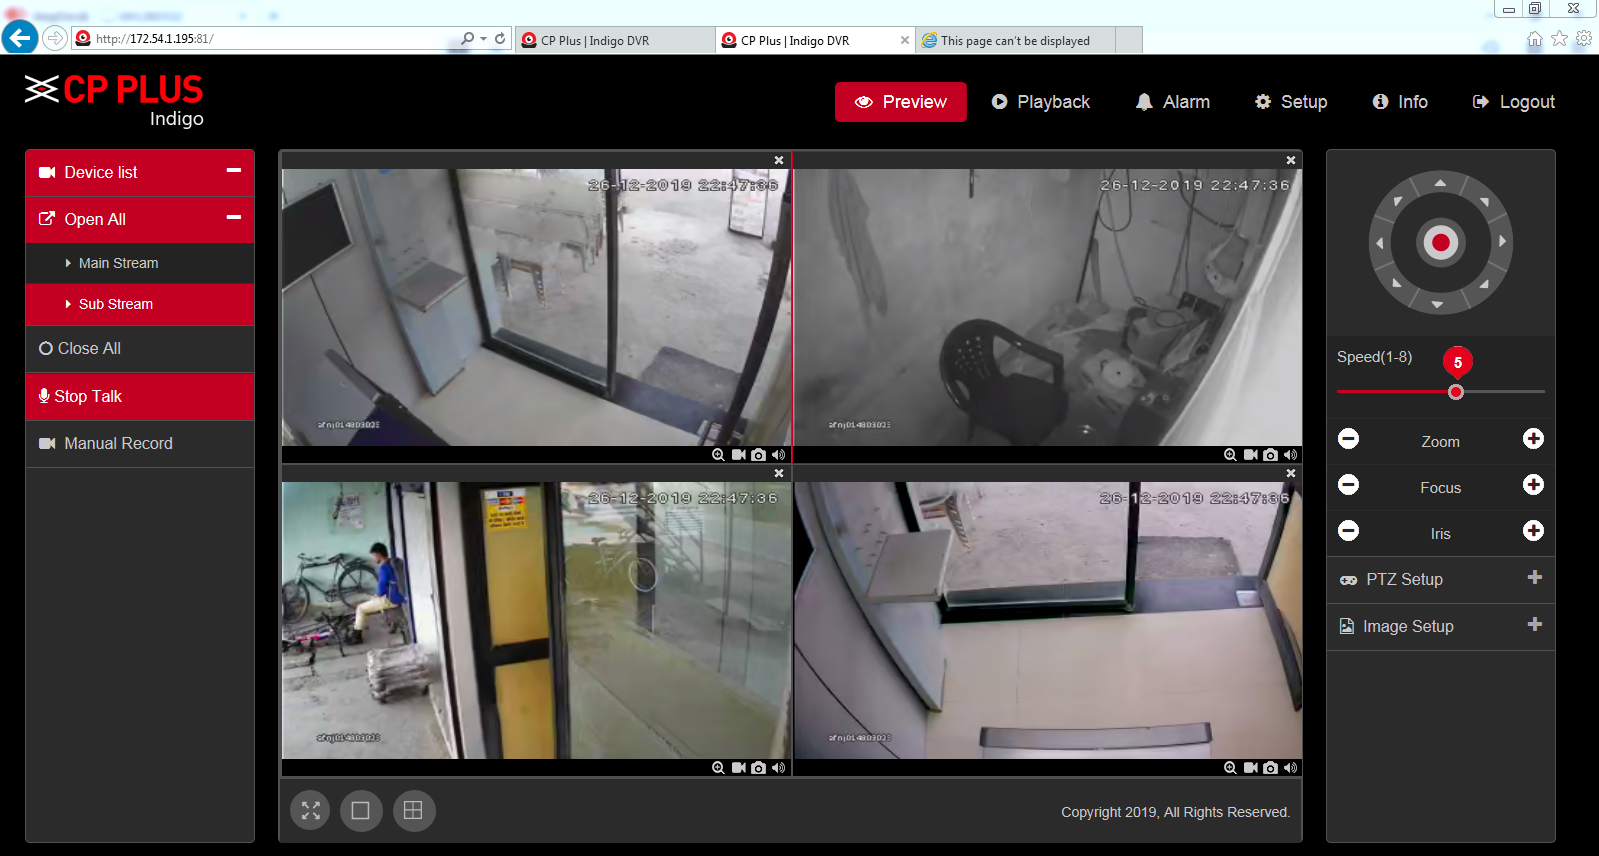 http://172.54.1.195:81/
CP Plus | Indigo DVR
CP Plus | Indigo DVR
This page can't be displayed
CP PLUS
Indigo
Preview
Playback
Alarm
Setup
Info
Logout
Device list
Open All
Main Stream
Sub Stream
Close All
Stop Talk
Manual Record
26-12-2019 22:47:36
26-12-2019 22:47:36
26-12-2019 22:47:36
26-12-2019 22:47:36
Speed(1-8)
5
Zoom
Focus
Iris
PTZ Setup
Image Setup
Copyright 2019, All Rights Reserved.